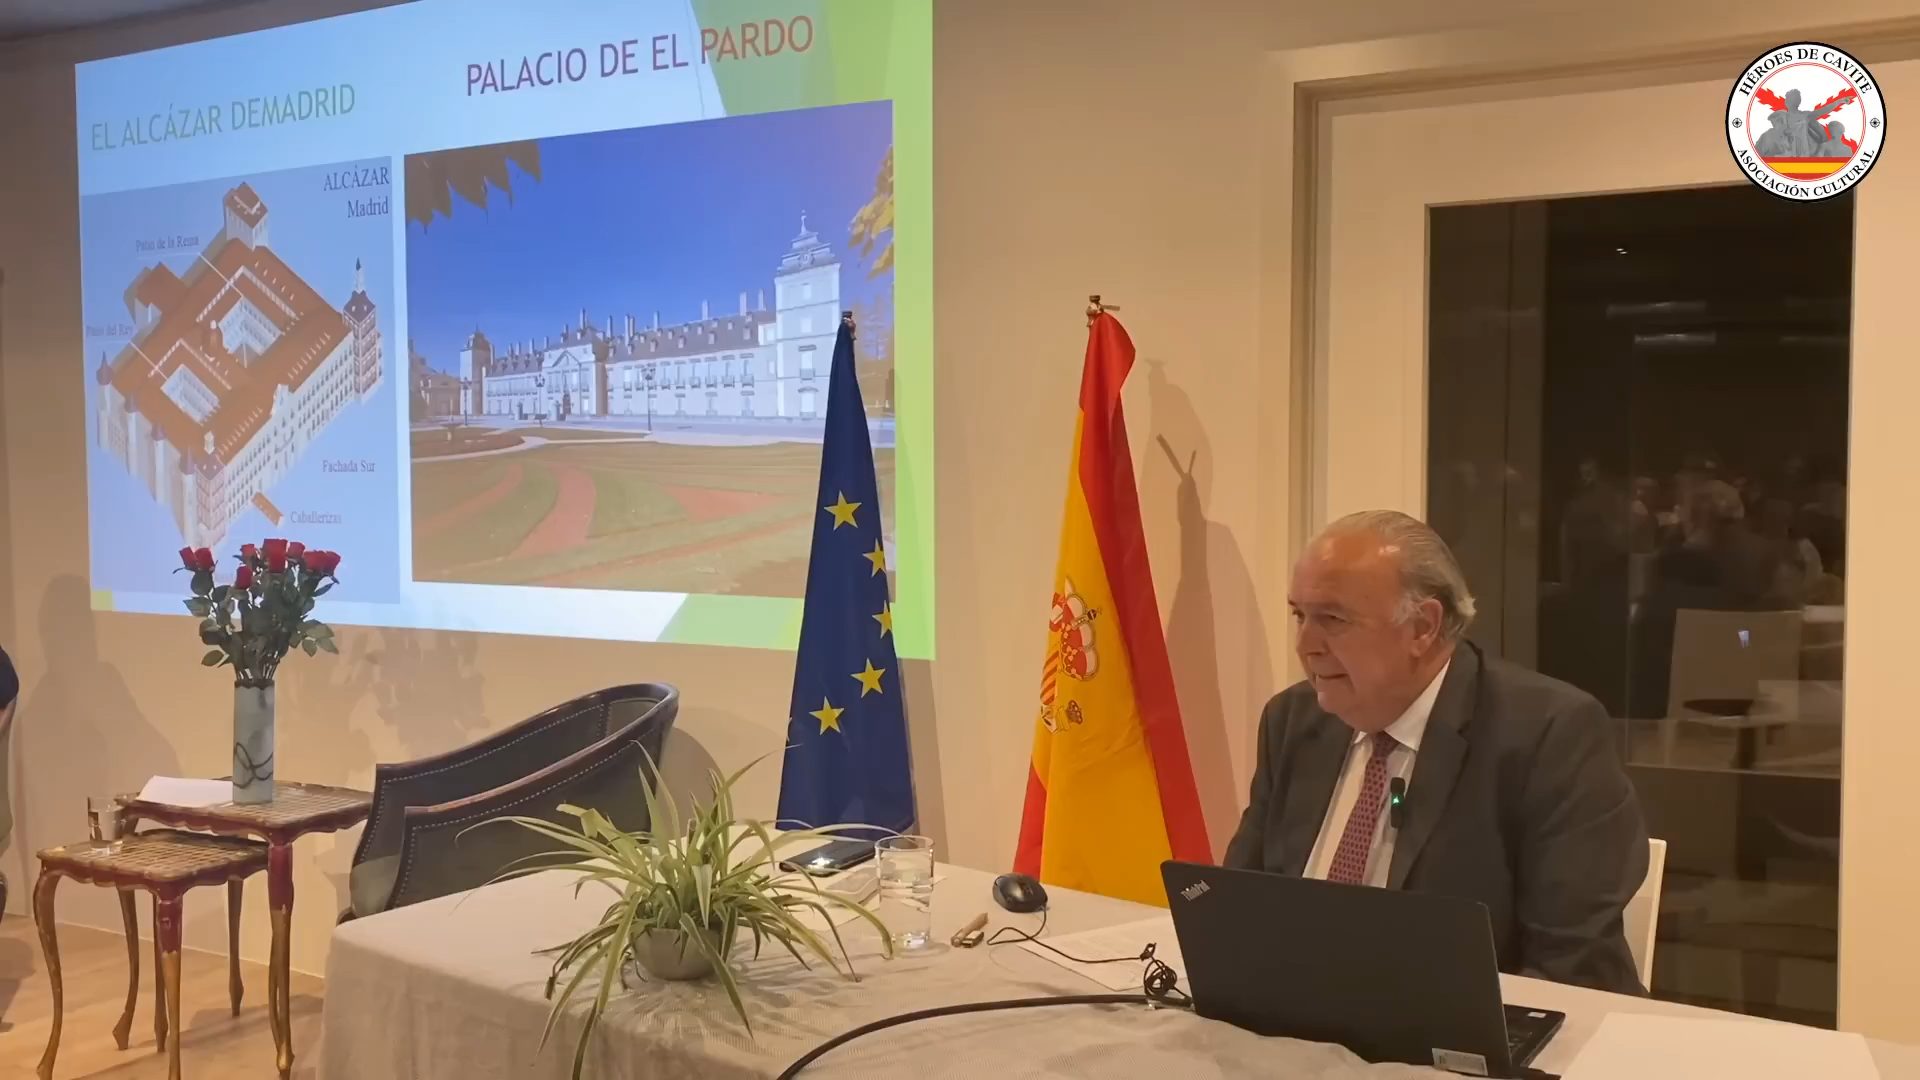 EL ALCÁZAR DEMADRID
PALACIO DE EL PARDO
ALCÁZAR
Madrid
Patio de la Reina
Patio del Rey
Fachada Sur
Caballerizas
HÉROES DE CAVITE
ASOCIACIÓN CULTURAL
ThinkPad